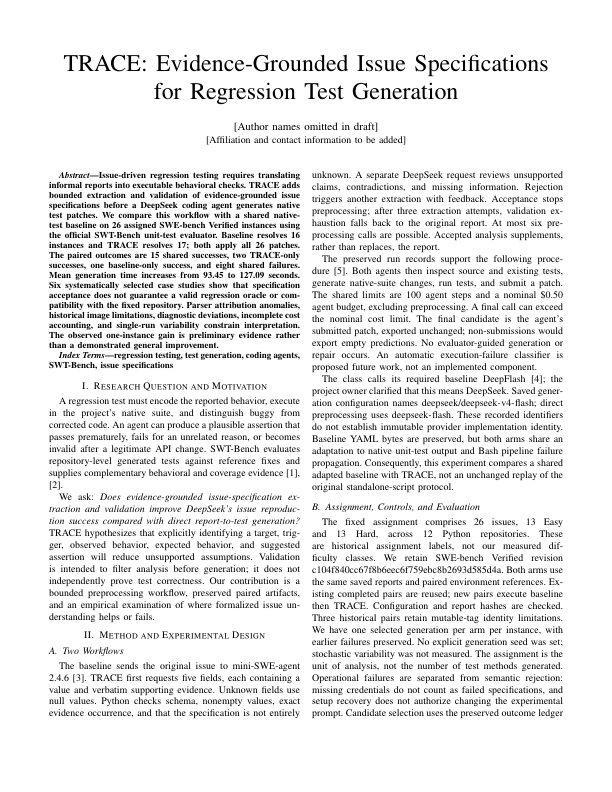 TRACE: Evidence-Grounded Issue Specifications
for Regression Test Generation
[Author names omitted in draft]
[Affiliation and contact information to be added]
Abstract—Issue-driven regression testing requires translating
informal reports into executable behavioral checks. TRACE adds
bounded extraction and validation of evidence-grounded issue
specifications before a DeepSeek coding agent generates native
test patches. We compare this workflow with a shared native-
test baseline on 26 assigned SWE-bench Verified instances using
the official SWT-Bench unit-test evaluator. Baseline resolves 16
instances and TRACE resolves 17; both apply all 26 patches.
The paired outcomes are 15 shared successes, two TRACE-only
successes, one baseline-only success, and eight shared failures.
Mean generation time increases from 93.45 to 127.09 seconds.
Six systematically selected case studies show that specification
acceptance does not guarantee a valid regression oracle or com-
patibility with the fixed repository. Parser attribution anomalies,
historical image limitations, diagnostic deviations, incomplete cost
accounting, and single-run variability constrain interpretation.
The observed one-instance gain is preliminary evidence rather
than a demonstrated general improvement.
Index Terms—regression testing, test generation, coding agents,
SWT-Bench, issue specifications
I. Research Question and Motivation
A regression test must encode the reported behavior, execute
in the project's native suite, and distinguish buggy from
corrected code. An agent can produce a plausible assertion that
passes prematurely, fails for an unrelated reason, or becomes
invalid after a legitimate API change. SWT-Bench evaluates
repository-level generated tests against reference fixes and
supplies complementary behavioral and coverage evidence [1],
[2].
We ask: Does evidence-grounded issue-specification ex-
traction and validation improve DeepSeek's issue reproduc-
tion success compared with direct report-to-test generation?
TRACE hypothesizes that explicitly identifying a target, trig-
ger, observed behavior, expected behavior, and suggested
assertion will reduce unsupported assumptions. Validation
is intended to filter analysis before generation; it does not
independently prove test correctness. Our contribution is a
bounded preprocessing workflow, preserved paired artifacts,
and an empirical examination of where formalized issue un-
derstanding helps or fails.
II. Method and Experimental Design
A. Two Workflows
The baseline sends the original issue to mini-SWE-agent
2.4.6 [3]. TRACE first requests five fields, each containing a
value and verbatim supporting evidence. Unknown fields use
null values. Python checks schema, nonempty values, exact
evidence occurrence, and that the specification is not entirely
unknown. A separate DeepSeek request reviews unsupported
claims, contradictions, and missing information. Rejection
triggers another extraction with feedback. Acceptance stops
preprocessing; after three extraction attempts, validation ex-
haustion falls back to the original report. At most six pre-
processing calls are possible. Accepted analysis supplements,
rather than replaces, the report.
The preserved run records support the following proce-
dure [5]. Both agents then inspect source and existing tests,
generate native-suite changes, run tests, and submit a patch.
The shared limits are 100 agent steps and a nominal $0.50
agent budget, excluding preprocessing. A final call can exceed
the nominal cost limit. The final candidate is the agent's
submitted patch, exported unchanged; non-submissions would
export empty predictions. No evaluator-guided generation or
repair occurs. An automatic execution-failure classifier is
proposed future work, not an implemented component.
The class calls its required baseline DeepFlash [4]; the
project owner clarified that this means DeepSeek. Saved gener-
ation configuration names deepseek/deepseek-v4-flash; direct
preprocessing uses deepseek-flash. These recorded identifiers
do not establish immutable provider implementation identity.
Baseline YAML bytes are preserved, but both arms share an
adaptation to native unit-test output and Bash pipeline failure
propagation. Consequently, this experiment compares a shared
adapted baseline with TRACE, not an unchanged replay of the
original standalone-script protocol.
B. Assignment, Controls, and Evaluation
The fixed assignment comprises 26 issues, 13 Easy
and 13 Hard, across 12 Python repositories. These
are historical assignment labels, not our measured dif-
ficulty classes. We retain SWE-bench Verified revision
c104f840cc67f8b6eec6f759ebc8b2693d585d4a. Both arms use
the same saved reports and paired environment references. Ex-
isting completed pairs are reused; new pairs execute baseline
then TRACE. Configuration and report hashes are checked.
Three historical pairs retain mutable-tag identity limitations.
We have one selected generation per arm per instance, with
earlier failures preserved. No explicit generation seed was set;
stochastic variability was not measured. The assignment is the
unit of analysis, not the number of test methods generated.
Operational failures are separated from semantic rejection:
missing credentials do not count as failed specifications, and
setup recovery does not authorize changing the experimental
prompt. Candidate selection uses the preserved outcome ledger